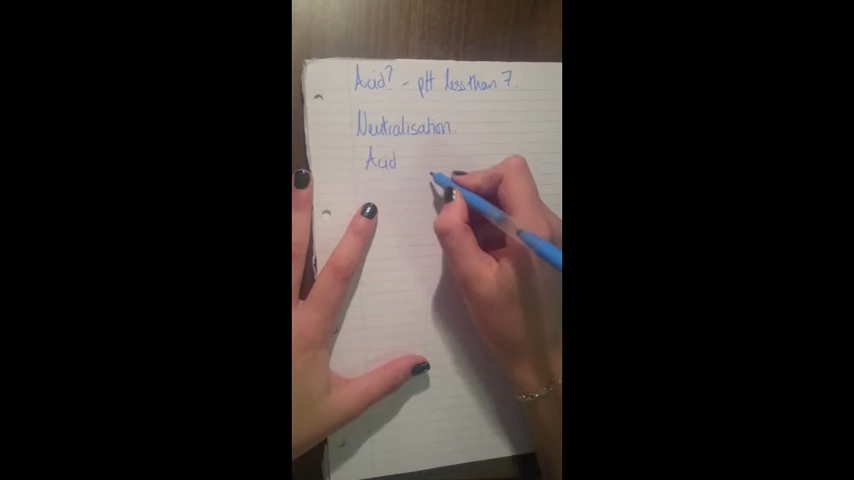 Acid? - pH less than 7.
Neutralisation.
Acid